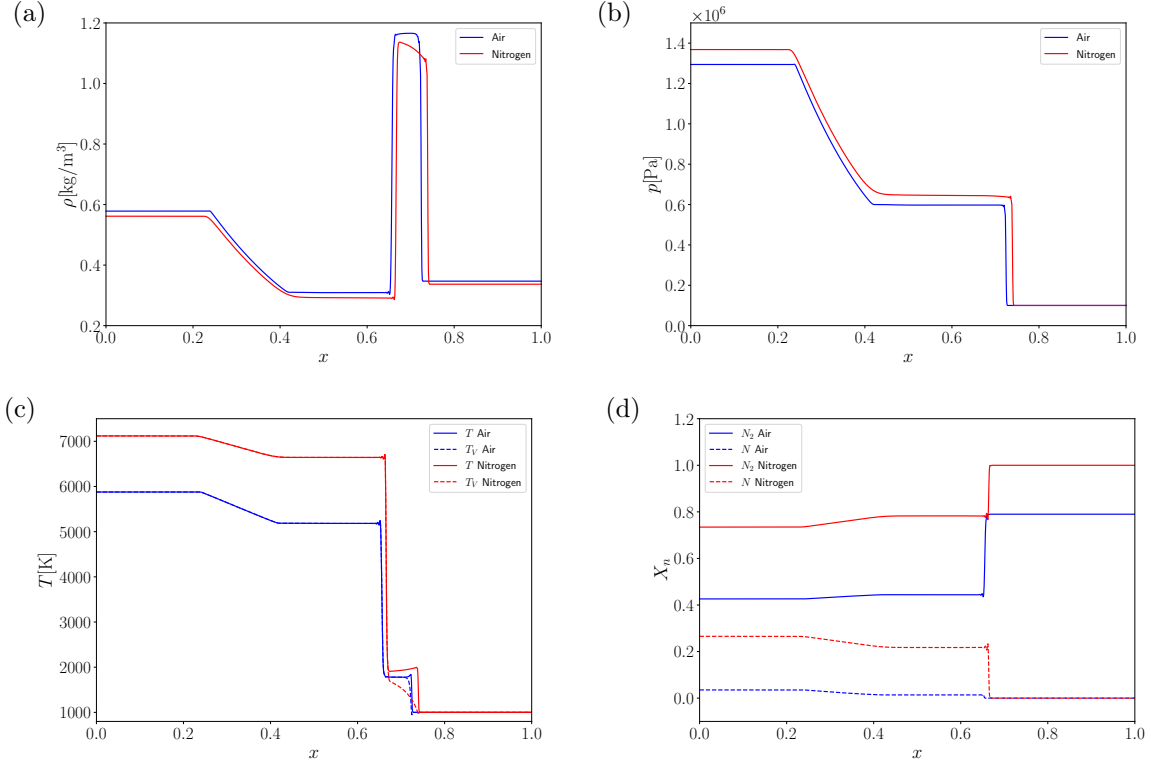 (a)
1.2
1.0
0.8
0.6
0.4
0.2
ρ[kg/m³]
0.0 0.2 0.4 0.6 0.8 1.0
x
Air
Nitrogen
(b)
×10⁶
1.4
1.2
1.0
0.8
0.6
0.4
0.2
0.0
p[Pa]
0.0 0.2 0.4 0.6 0.8 1.0
x
Air
Nitrogen
(c)
7000
6000
5000
4000
3000
2000
1000
T[K]
0.0 0.2 0.4 0.6 0.8 1.0
x
T Air
T_V Air
T Nitrogen
T_V Nitrogen
(d)
1.2
1.0
0.8
0.6
0.4
0.2
0.0
X_n
0.0 0.2 0.4 0.6 0.8 1.0
x
N₂ Air
N Air
N₂ Nitrogen
N Nitrogen